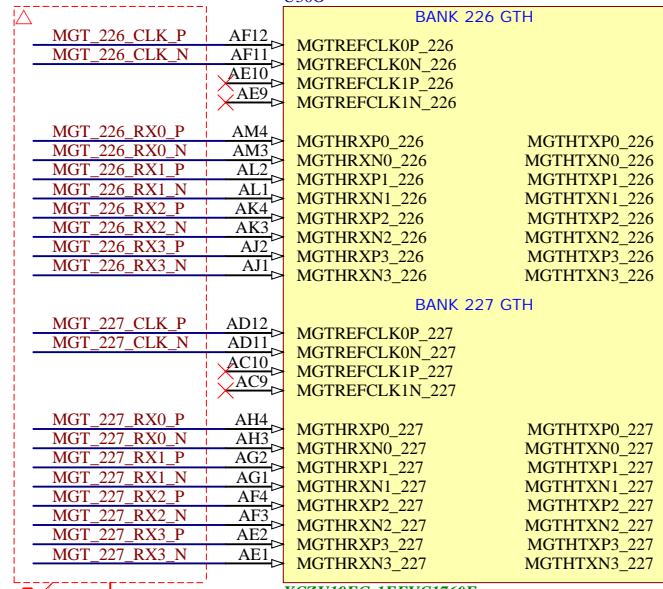 BANK 226 GTH
MGT_226_CLK_P AF12 MGTREFCLK0P_226
MGT_226_CLK_N AF11 MGTREFCLK0N_226
AE10 MGTREFCLK1P_226
AE9 MGTREFCLK1N_226
MGT_226_RX0_P AM4 MGTHRXP0_226 MGTHTXP0_226
MGT_226_RX0_N AM3 MGTHRXN0_226 MGTHTXN0_226
MGT_226_RX1_P AL2 MGTHRXP1_226 MGTHTXP1_226
MGT_226_RX1_N AL1 MGTHRXN1_226 MGTHTXN1_226
MGT_226_RX2_P AK4 MGTHRXP2_226 MGTHTXP2_226
MGT_226_RX2_N AK3 MGTHRXN2_226 MGTHTXN2_226
MGT_226_RX3_P AJ2 MGTHRXP3_226 MGTHTXP3_226
MGT_226_RX3_N AJ1 MGTHRXN3_226 MGTHTXN3_226
BANK 227 GTH
MGT_227_CLK_P AD12 MGTREFCLK0P_227
MGT_227_CLK_N AD11 MGTREFCLK0N_227
AC10 MGTREFCLK1P_227
AC9 MGTREFCLK1N_227
MGT_227_RX0_P AH4 MGTHRXP0_227 MGTHTXP0_227
MGT_227_RX0_N AH3 MGTHRXN0_227 MGTHTXN0_227
MGT_227_RX1_P AG2 MGTHRXP1_227 MGTHTXP1_227
MGT_227_RX1_N AG1 MGTHRXN1_227 MGTHTXN1_227
MGT_227_RX2_P AF4 MGTHRXP2_227 MGTHTXP2_227
MGT_227_RX2_N AF3 MGTHRXN2_227 MGTHTXN2_227
MGT_227_RX3_P AE2 MGTHRXP3_227 MGTHTXP3_227
MGT_227_RX3_N AE1 MGTHRXN3_227 MGTHTXN3_227